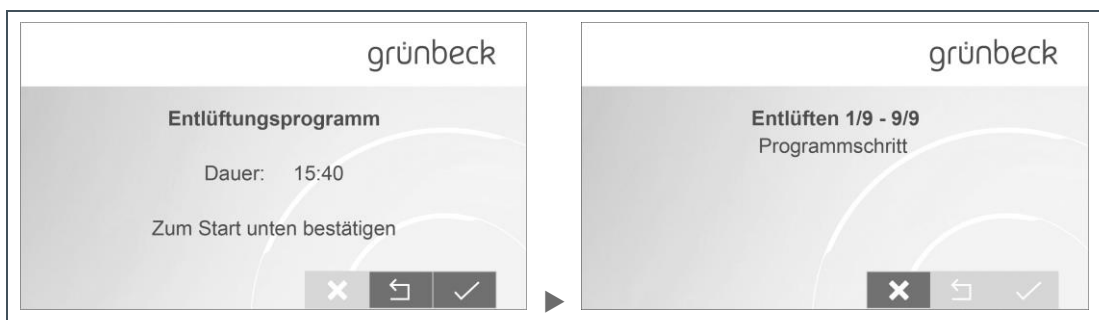 grünbeck
Entlüftungsprogramm
Dauer: 15:40
Zum Start unten bestätigen
grünbeck
Entlüften 1/9 - 9/9
Programmschritt